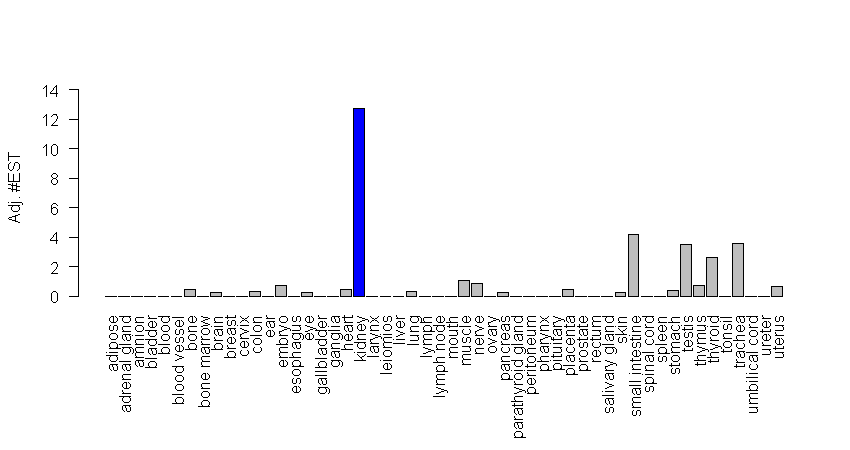 Adj. #EST
14
12
10
8
6
4
2
0
adipose
adrenal gland
amnion
bladder
blood
blood vessel
bone
bone marrow
brain
breast
cervix
colon
ear
embryo
esophagus
eye
gallbladder
ganglia
heart
kidney
larynx
leiomios
liver
lung
lymph
lymph node
mouth
muscle
nerve
ovary
pancreas
parathyroid gland
peritoneum
pharynx
pituitary
placenta
prostate
rectum
salivary gland
skin
small intestine
spinal cord
spleen
stomach
testis
thymus
thyroid
tonsil
trachea
umbilical cord
ureter
uterus